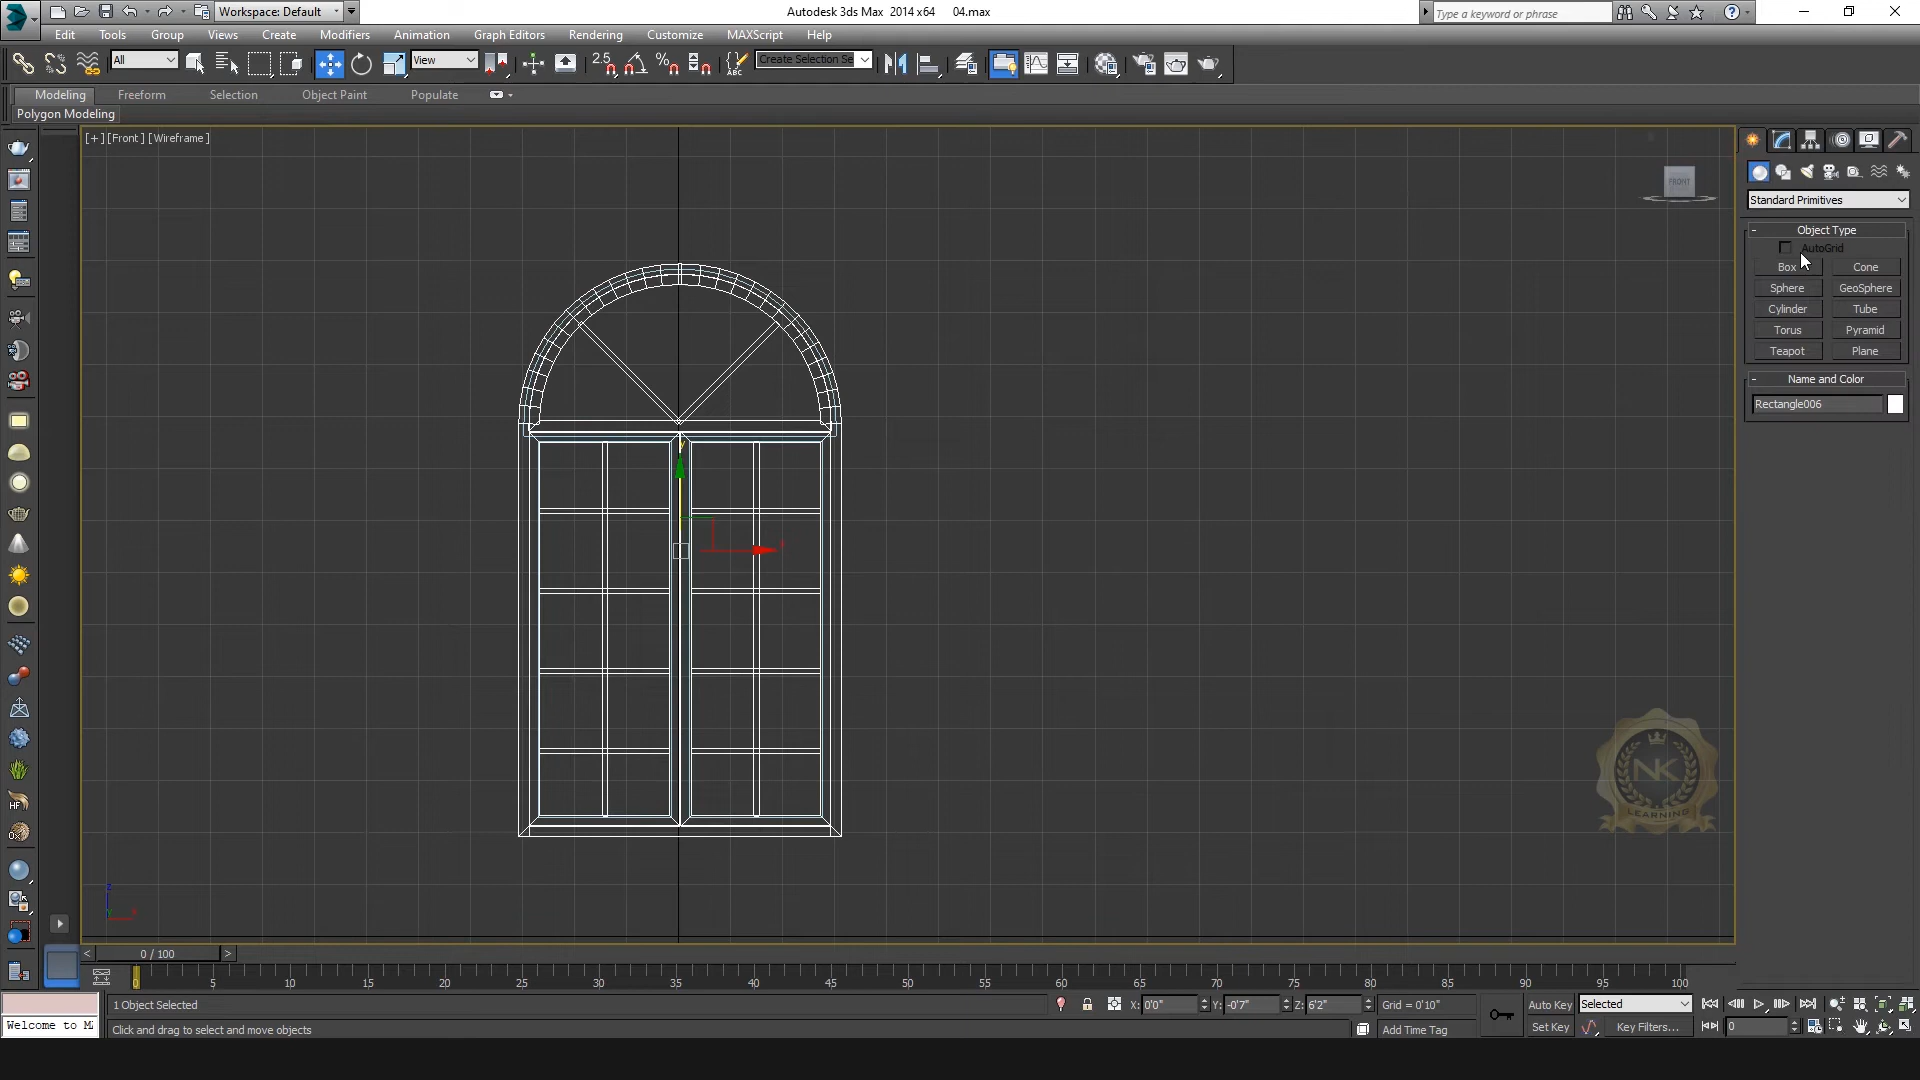 Workspace: Default
Autodesk 3ds Max 2014 x64 04.max
Type a keyword or phrase
Edit Tools Group Views Create Modifiers Animation Graph Editors Rendering Customize MAXScript Help
All
View
2.5
Create Selection Se
Modeling Freeform Selection Object Paint Populate
Polygon Modeling
[+] [Front] [Wireframe]
FRONT
Standard Primitives
Object Type
AutoGrid
Box Cone
Sphere GeoSphere
Cylinder Tube
Torus Pyramid
Teapot Plane
Name and Color
Rectangle006
HF
NK
LEARNING
0 / 100
0 5 10 15 20 25 30 35 40 45 50 55 60 65 70 75 80 85 90 95 100
1 Object Selected
X: 0'0" Y: -0'7" Z: 6'2" Grid = 0'10"
Auto Key Selected
Welcome to M
Click and drag to select and move objects
Add Time Tag
Set Key Key Filters...
0